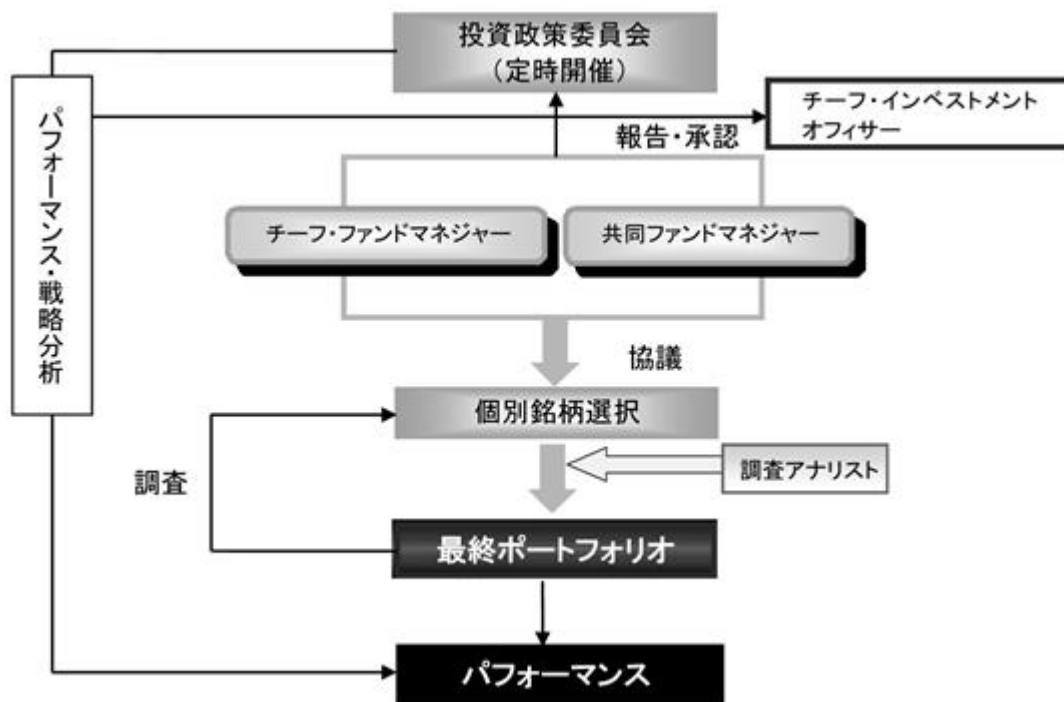 投資政策委員会
（定時開催）
チーフ・インベストメント
オフィサー
報告・承認
パフォーマンス・戦略分析
チーフ・ファンドマネジャー
共同ファンドマネジャー
協議
個別銘柄選択
調査
調査アナリスト
最終ポートフォリオ
パフォーマンス